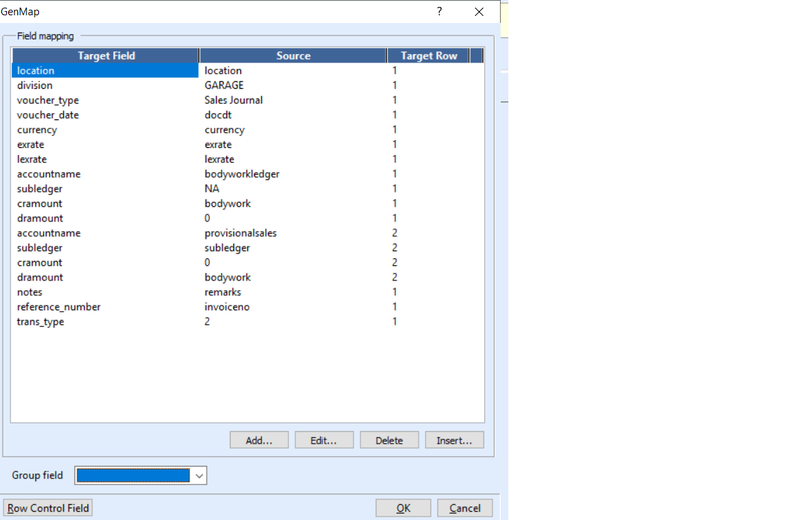 GenMap ?
Field mapping
Target Field Source Target Row
location location 1
division GARAGE 1
voucher_type Sales Journal 1
voucher_date docdt 1
currency currency 1
exrate exrate 1
lexrate lexrate 1
accountname bodyworkledger 1
subledger NA 1
cramount bodywork 1
dramount 0 1
accountname provisionalsales 2
subledger subledger 2
cramount 0 2
dramount bodywork 2
notes remarks 1
reference_number invoiceno 1
trans_type 2 1
Add... Edit... Delete Insert...
Group field
Row Control Field OK Cancel